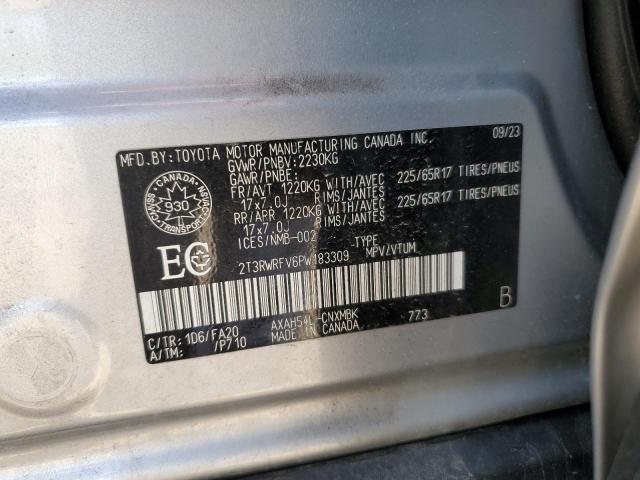 MFD.BY:TOYOTA MOTOR MANUFACTURING CANADA INC. 09/23
GVWR/PNBV:2230KG
GAWR/PNBE:
FR/AVT 1220KG WITH/AVEC 225/65R17 TIRES/PNEUS
17x7.0J RIMS/JANTES
RR/ARR 1220KG WITH/AVEC 225/65R17 TIRES/PNEUS
17x7.0J RIMS/JANTES
ICES/NMB-002 TYPE
2T3RWRFV6PW183309 MPV/VTUM
CANADA
930
TRANSPORT
EC
B
C/TR: 1D6/FA20 AXAH54L-CNXMBK 773
A/TM: /P710 MADE IN CANADA